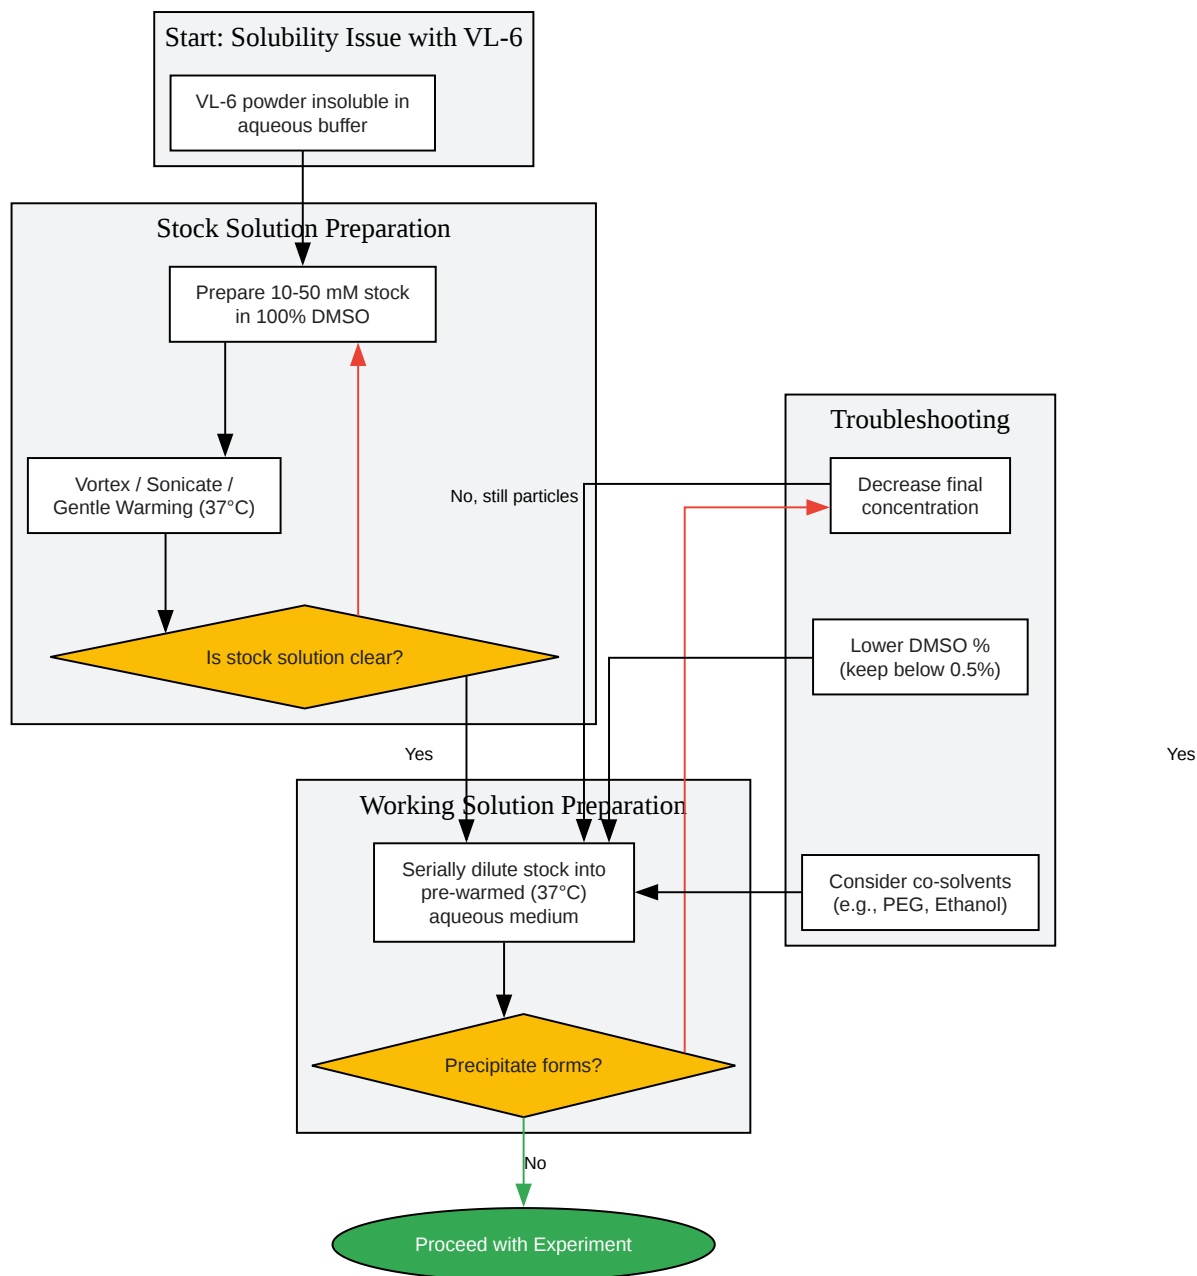 Start: Solubility Issue with VL-6
VL-6 powder insoluble in
aqueous buffer
Stock Solution Preparation
Prepare 10-50 mM stock
in 100% DMSO
Vortex / Sonicate /
Gentle Warming (37°C)
No, still particles
Is stock solution clear?
Yes
Troubleshooting
Decrease final
concentration
Lower DMSO %
(keep below 0.5%)
Yes
Consider co-solvents
(e.g., PEG, Ethanol)
Working Solution Preparation
Serially dilute stock into
pre-warmed (37°C)
aqueous medium
Precipitate forms?
No
Proceed with Experiment